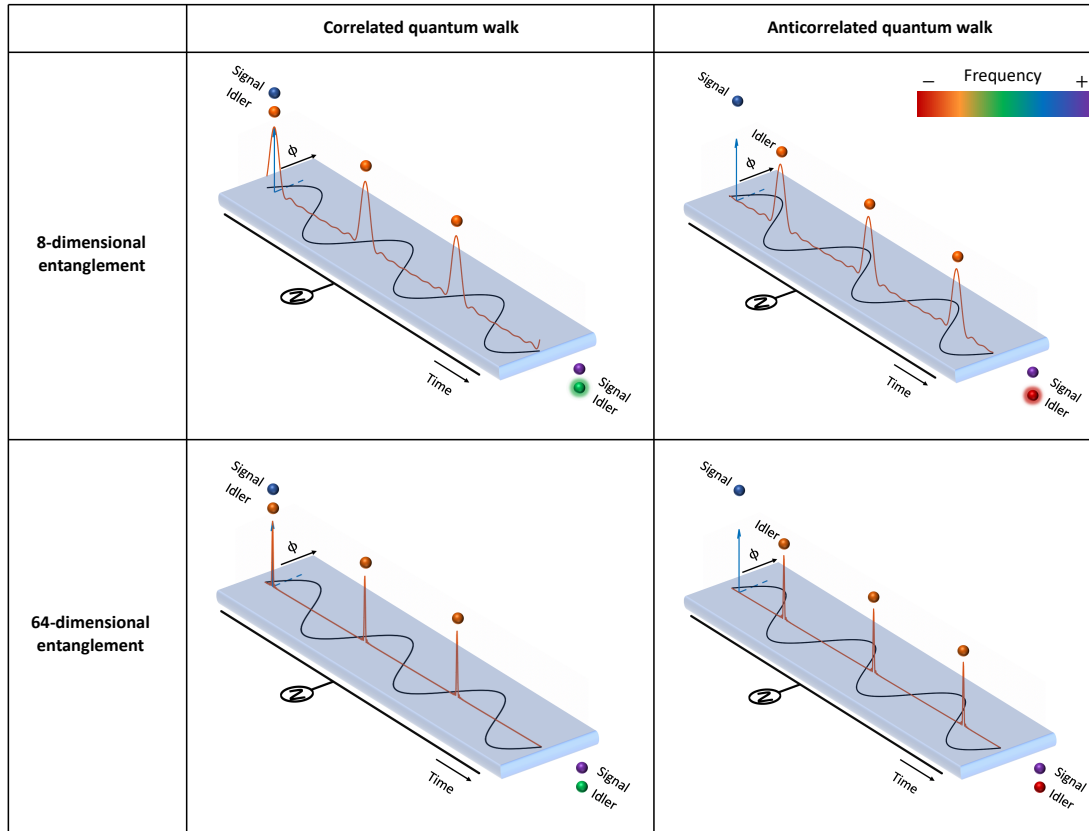 Correlated quantum walk
Anticorrelated quantum walk
8-dimensional
entanglement
Signal
Idler
ϕ
Time
Signal
Idler
Signal
Idler
ϕ
− Frequency +
Time
Signal
Idler
64-dimensional
entanglement
Signal
Idler
ϕ
Time
Signal
Idler
Signal
Idler
ϕ
Time
Signal
Idler